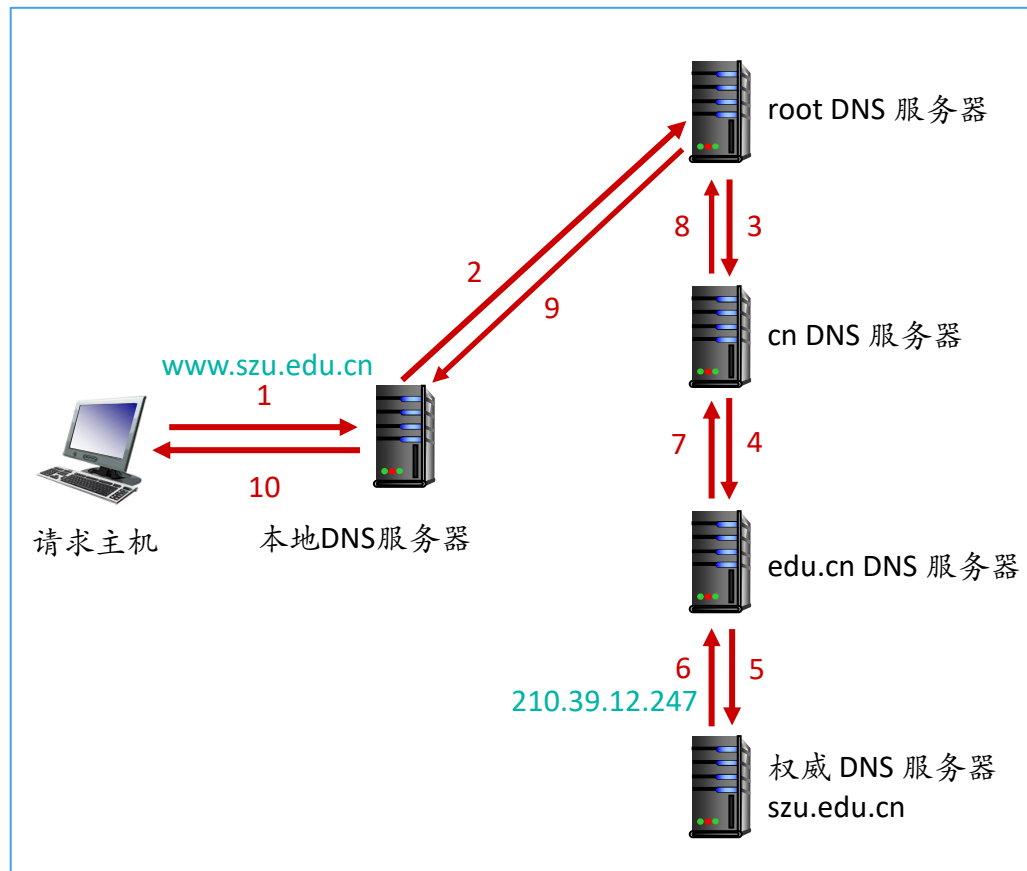 root DNS 服务器
8
3
2
9
cn DNS 服务器
www.szu.edu.cn
1
7
4
10
请求主机
本地DNS服务器
edu.cn DNS 服务器
6
5
210.39.12.247
权威 DNS 服务器
szu.edu.cn